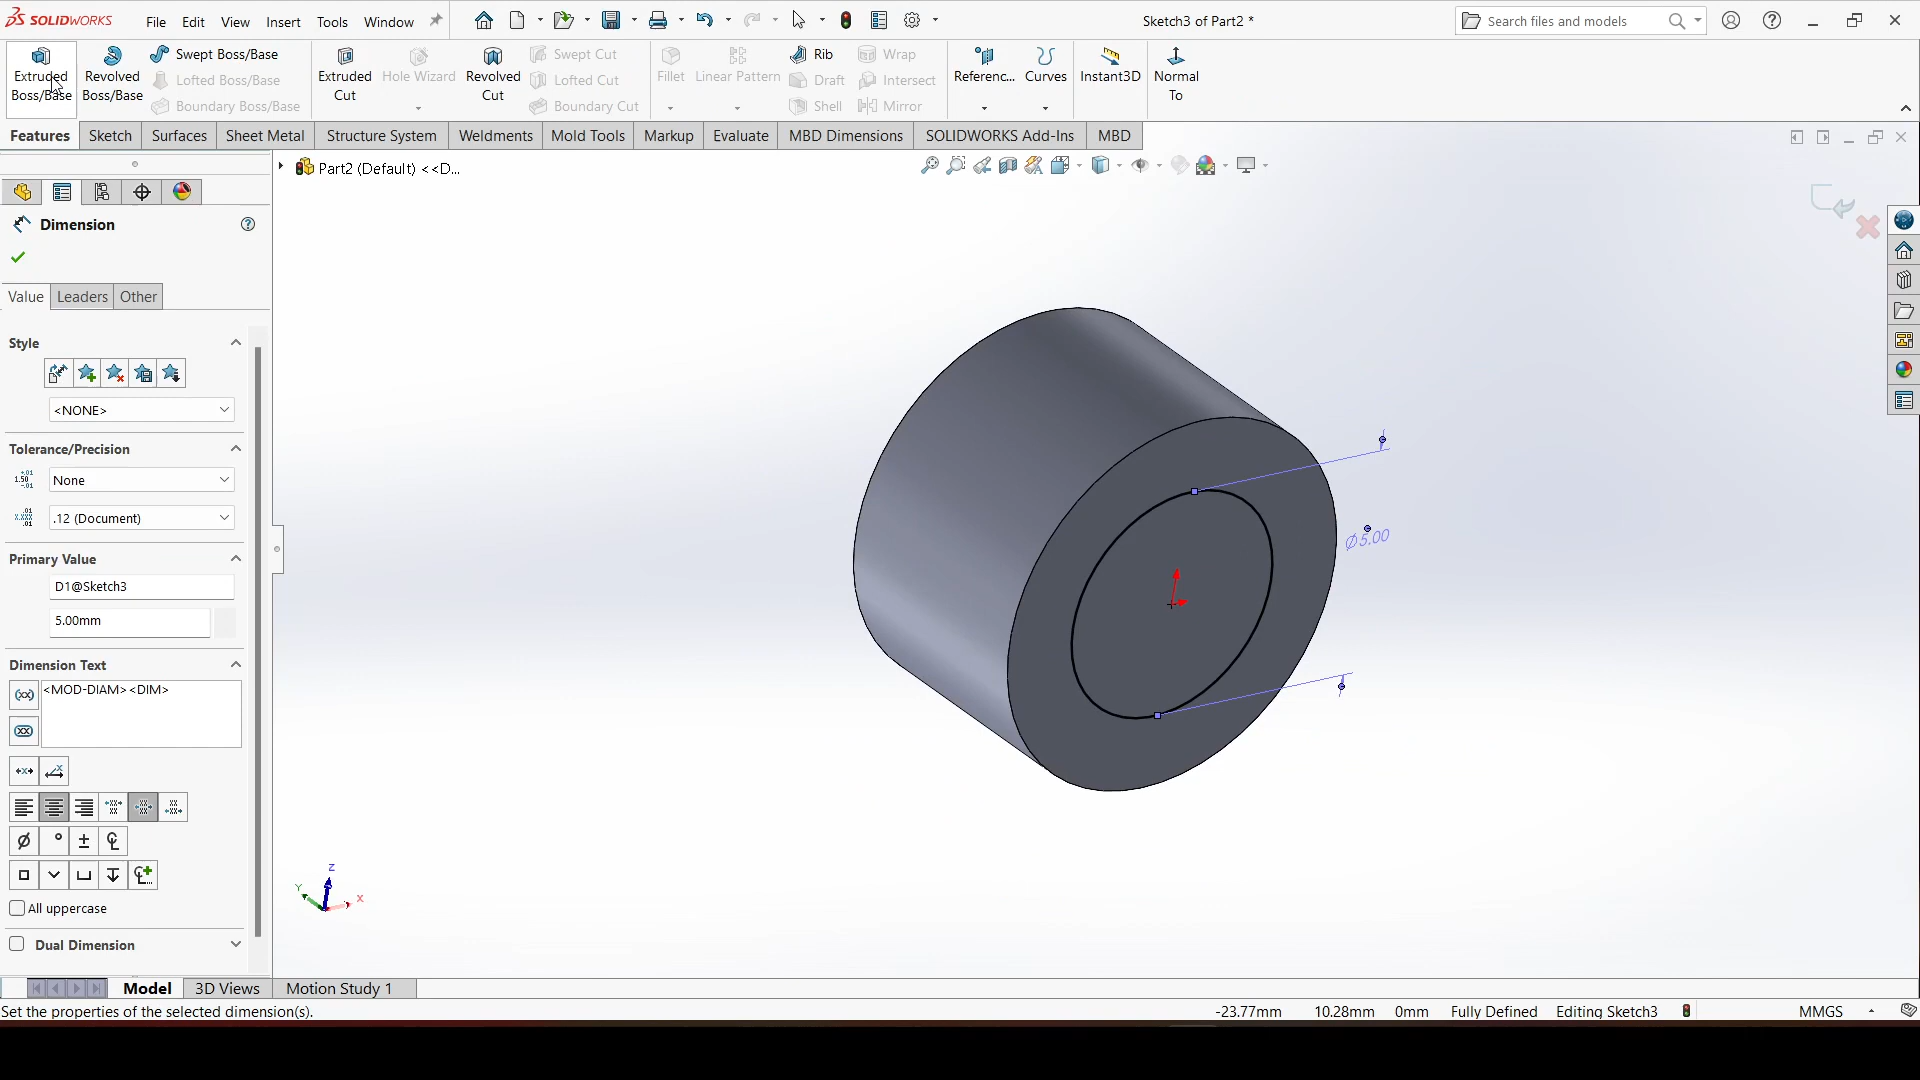 SOLIDWORKS File Edit View Insert Tools Window Sketch3 of Part2 * Search files and models
Extruded Boss/Base
Revolved Boss/Base
Swept Boss/Base
Lofted Boss/Base
Boundary Boss/Base
Extruded Cut
Hole Wizard
Revolved Cut
Swept Cut
Lofted Cut
Boundary Cut
Fillet
Linear Pattern
Rib
Draft
Shell
Wrap
Intersect
Mirror
Referenc...
Curves
Instant3D
Normal To
Features Sketch Surfaces Sheet Metal Structure System Weldments Mold Tools Markup Evaluate MBD Dimensions SOLIDWORKS Add-Ins MBD
Part2 (Default) <<D...
Dimension
Value Leaders Other
Style
<NONE>
Tolerance/Precision
None
.12 (Document)
Primary Value
D1@Sketch3
5.00mm
Dimension Text
<MOD-DIAM><DIM>
All uppercase
Dual Dimension
∅5.00
Z
Y
X
Model 3D Views Motion Study 1
Set the properties of the selected dimension(s). -23.77mm 10.28mm 0mm Fully Defined Editing Sketch3 MMGS